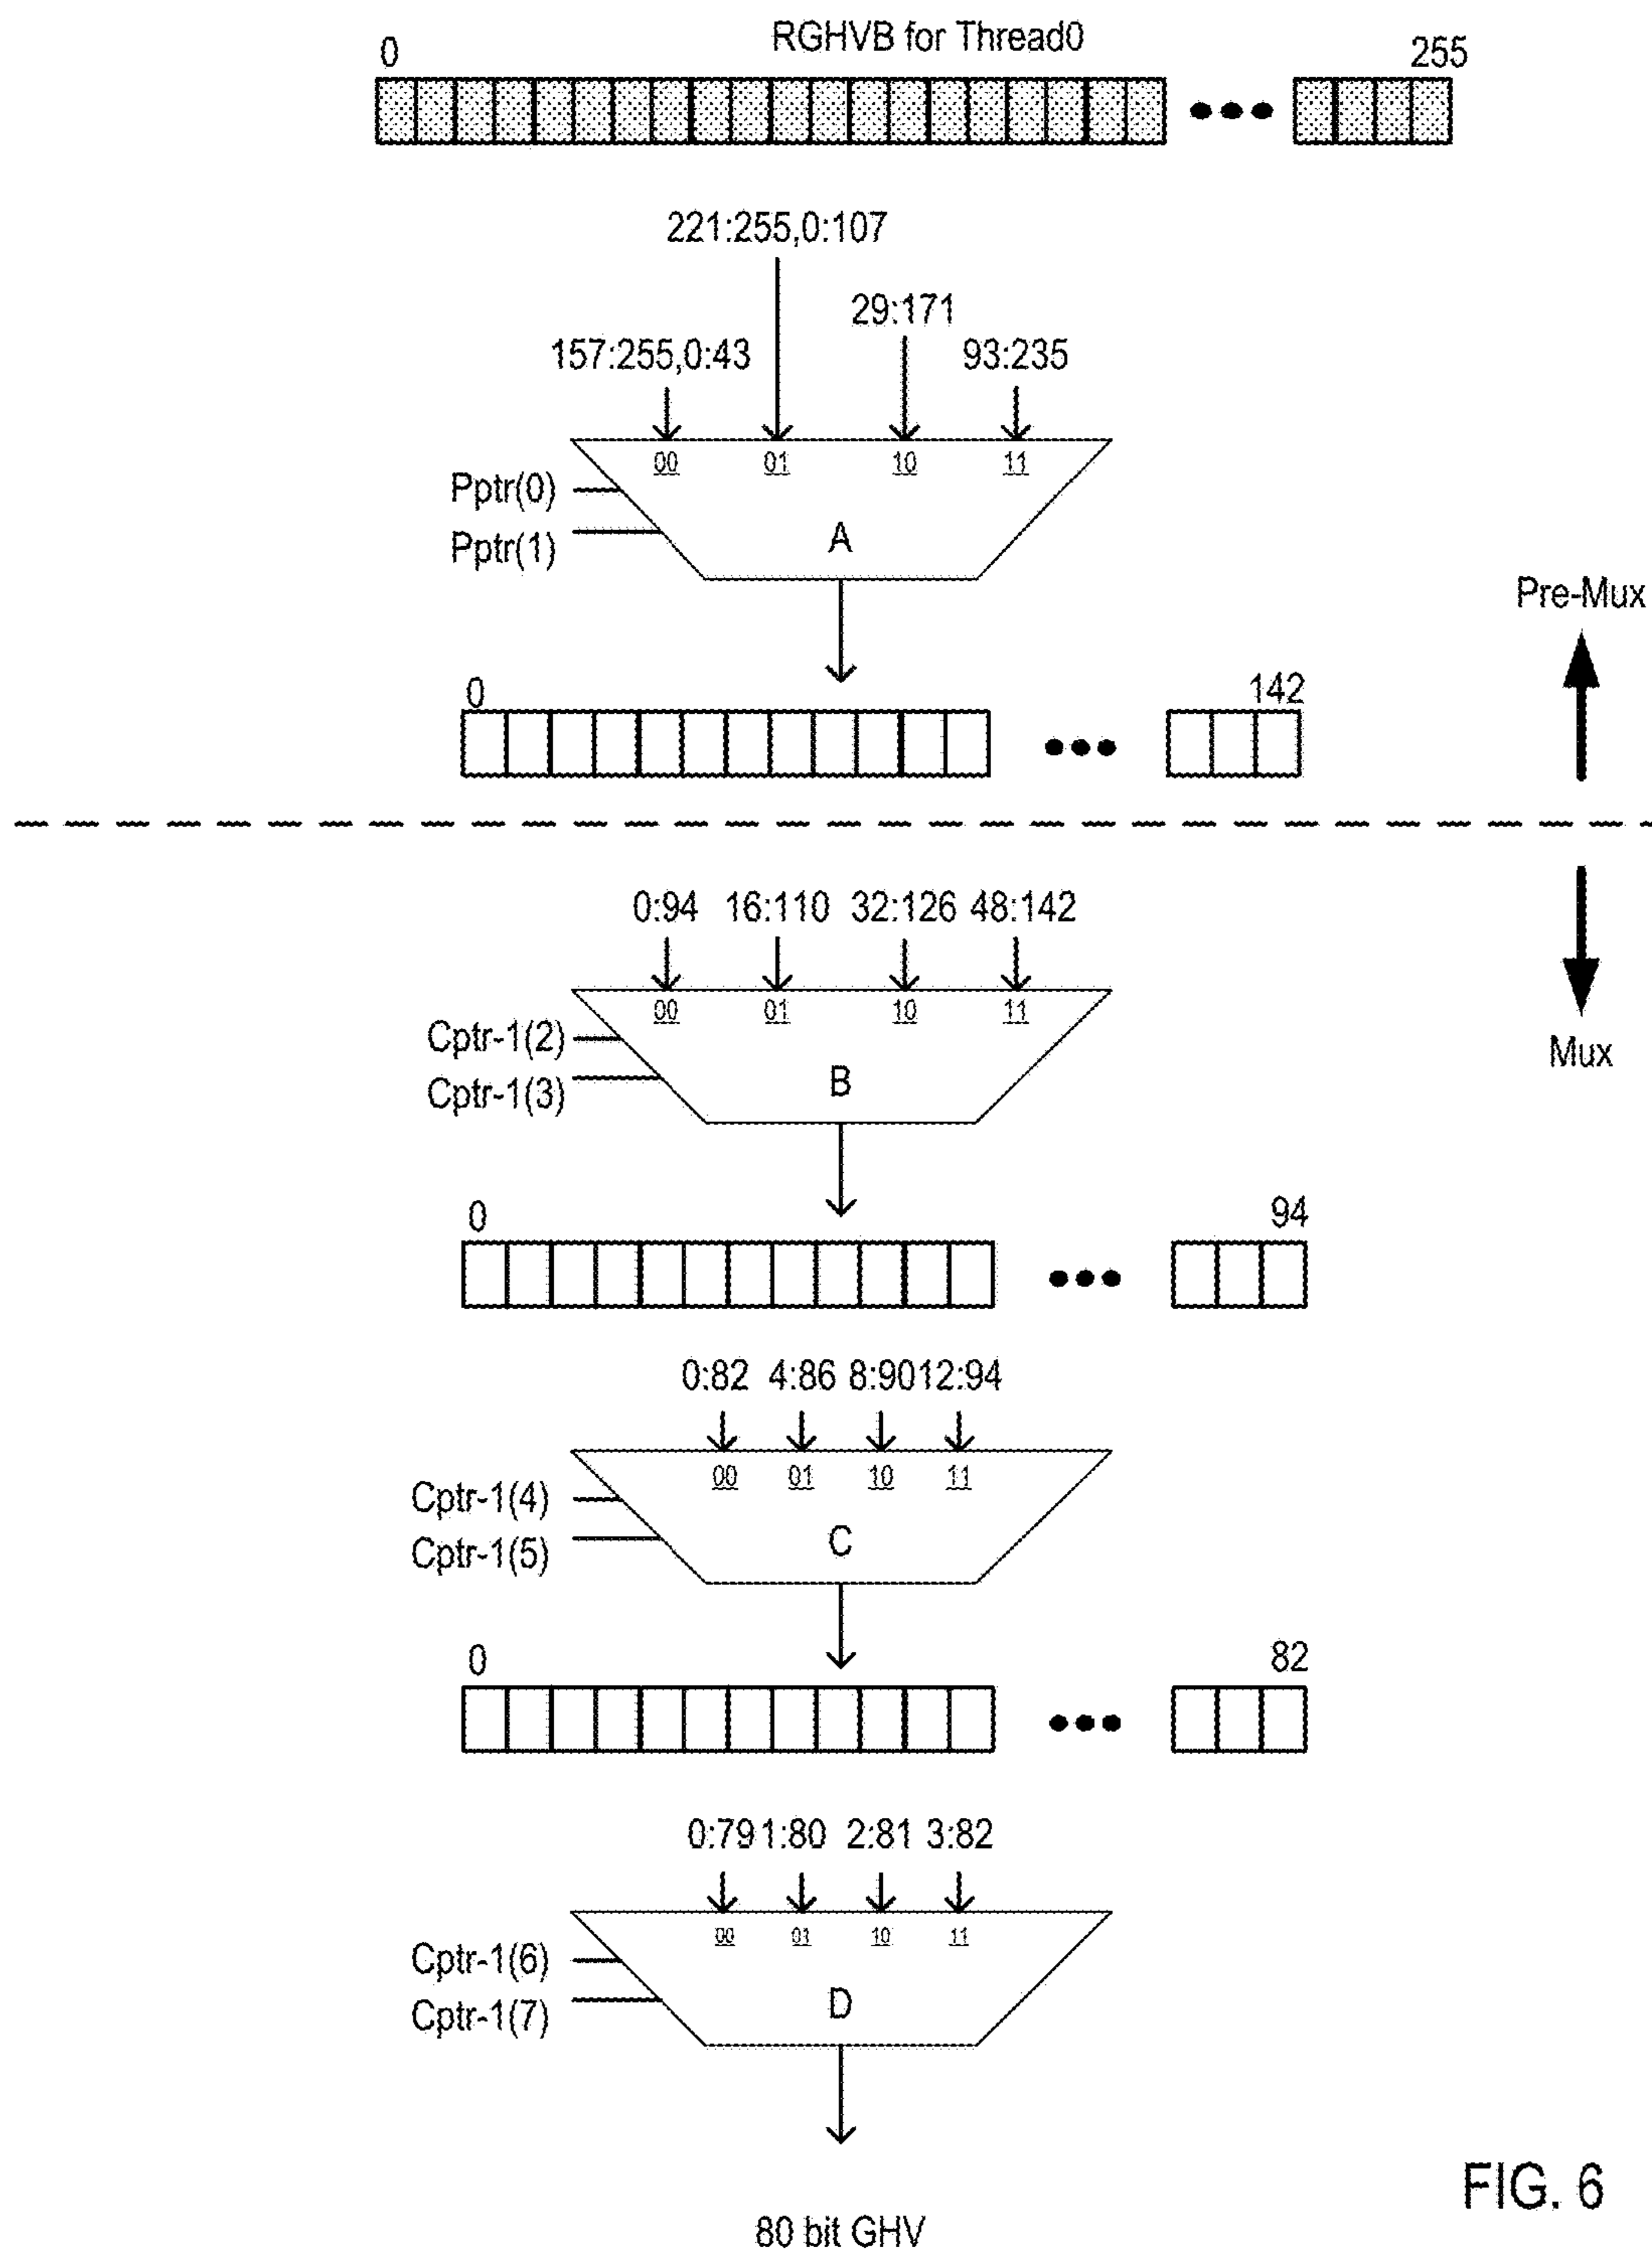 RGHVB for Thread0
0 255
221:255,0:107
29:171
157:255,0:43 93:235
00 01 10 11
Pptr(0)
Pptr(1)
A
Pre-Mux
0 142
0:94 16:110 32:126 48:142
00 01 10 11
Cptr-1(2)
Cptr-1(3)
B
Mux
0 94
0:82 4:86 8:90 12:94
00 01 10 11
Cptr-1(4)
Cptr-1(5)
C
0 82
0:79 1:80 2:81 3:82
00 01 10 11
Cptr-1(6)
Cptr-1(7)
D
80 bit GHV
FIG. 6